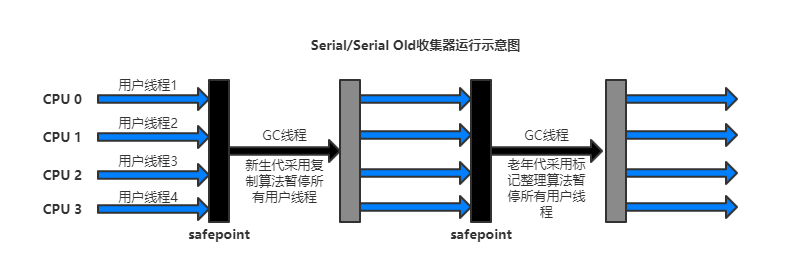 Serial/Serial Old收集器运行示意图
CPU 0
用户线程1
CPU 1
用户线程2
CPU 2
用户线程3
CPU 3
用户线程4
safepoint
GC线程
新生代采用复
制算法暂停所
有用户线程
safepoint
GC线程
老年代采用标
记整理算法暂
停所有用户线
程